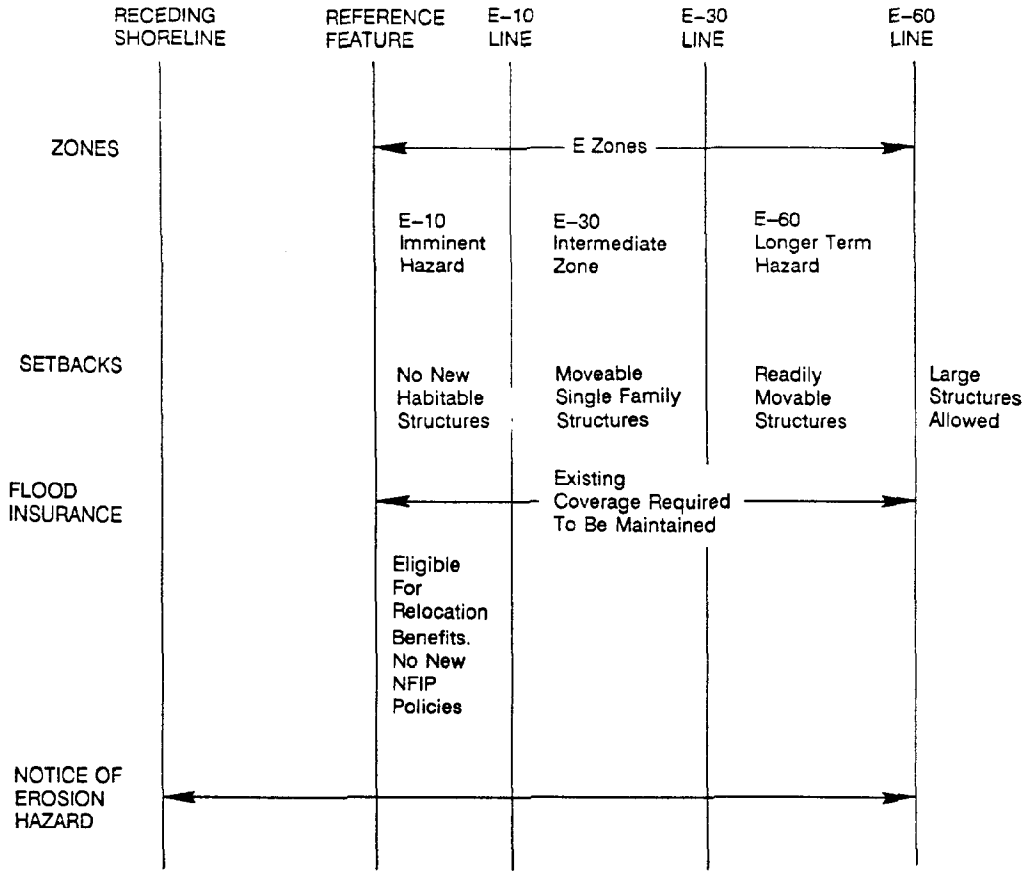 RECEDING
SHORELINE
REFERENCE
FEATURE
E-10
LINE
E-30
LINE
E-60
LINE
ZONES
E Zones
E-10
Imminent
Hazard
E-30
Intermediate
Zone
E-60
Longer Term
Hazard
SETBACKS
No New
Habitable
Structures
Moveable
Single Family
Structures
Readily
Movable
Structures
Large
Structures
Allowed
FLOOD
INSURANCE
Existing
Coverage Required
To Be Maintained
Eligible
For
Relocation
Benefits.
No New
NFIP
Policies
NOTICE OF
EROSION
HAZARD